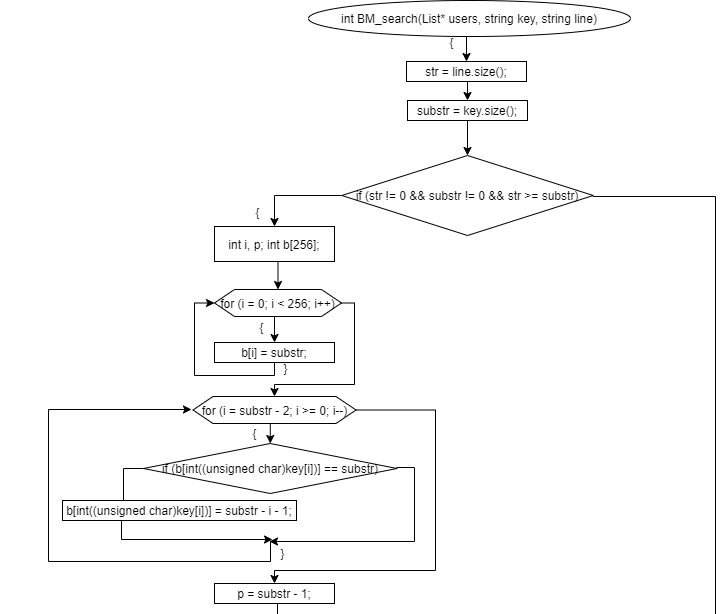 int BM_search(List* users, string key, string line)
{
str = line.size();
substr = key.size();
if (str != 0 && substr != 0 && str >= substr)
{
int i, p; int b[256];
for (i = 0; i < 256; i++)
{
b[i] = substr;
}
for (i = substr - 2; i >= 0; i--)
{
if (b[int((unsigned char)key[i])] == substr)
b[int((unsigned char)key[i])] = substr - i - 1;
}
p = substr - 1;